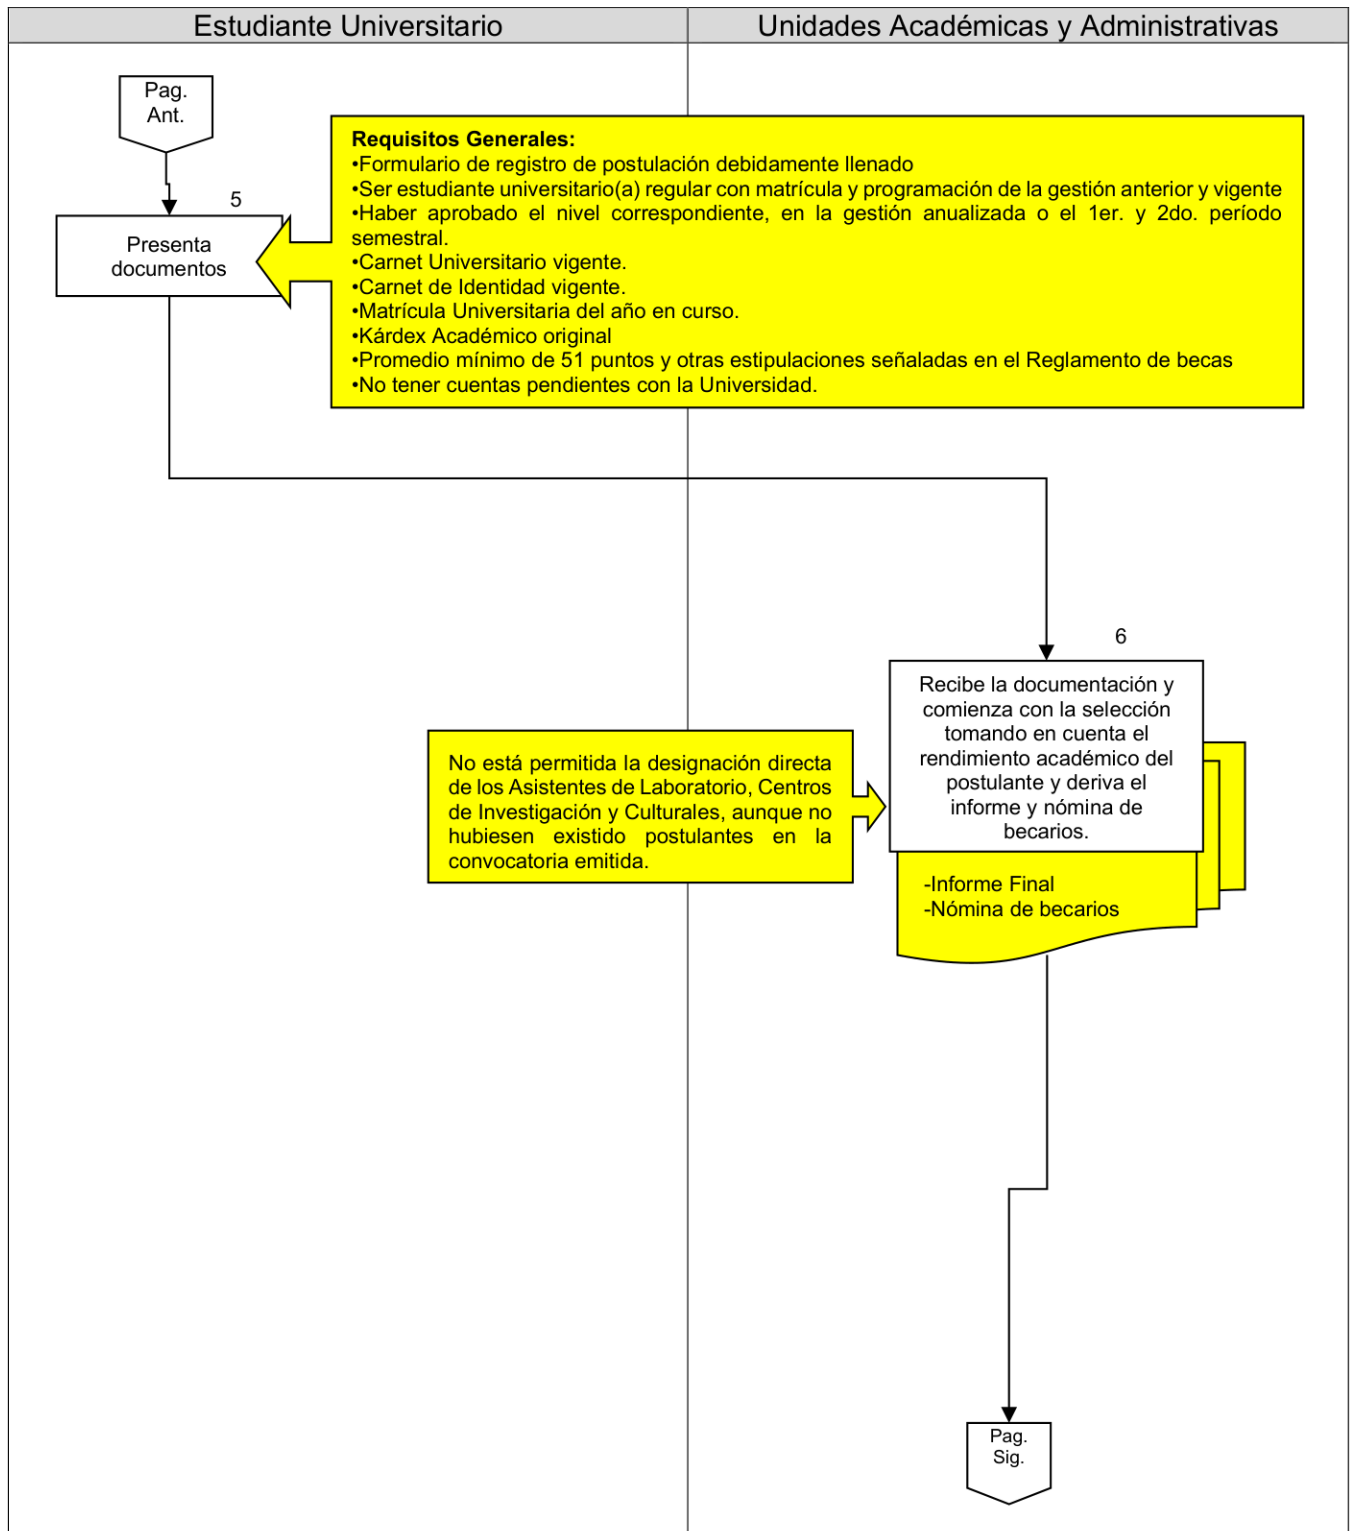 Estudiante Universitario
Unidades Académicas y Administrativas
Pag.
Ant.
5
Presenta
documentos
Requisitos Generales:
•Formulario de registro de postulación debidamente llenado
•Ser estudiante universitario(a) regular con matrícula y programación de la gestión anterior y vigente
•Haber aprobado el nivel correspondiente, en la gestión anualizada o el 1er. y 2do. período
semestral.
•Carnet Universitario vigente.
•Carnet de Identidad vigente.
•Matrícula Universitaria del año en curso.
•Kárdex Académico original
•Promedio mínimo de 51 puntos y otras estipulaciones señaladas en el Reglamento de becas
•No tener cuentas pendientes con la Universidad.
6
Recibe la documentación y
comienza con la selección
tomando en cuenta el
rendimiento académico del
postulante y deriva el
informe y nómina de
becarios.
No está permitida la designación directa
de los Asistentes de Laboratorio, Centros
de Investigación y Culturales, aunque no
hubiesen existido postulantes en la
convocatoria emitida.
-Informe Final
-Nómina de becarios
Pag.
Sig.